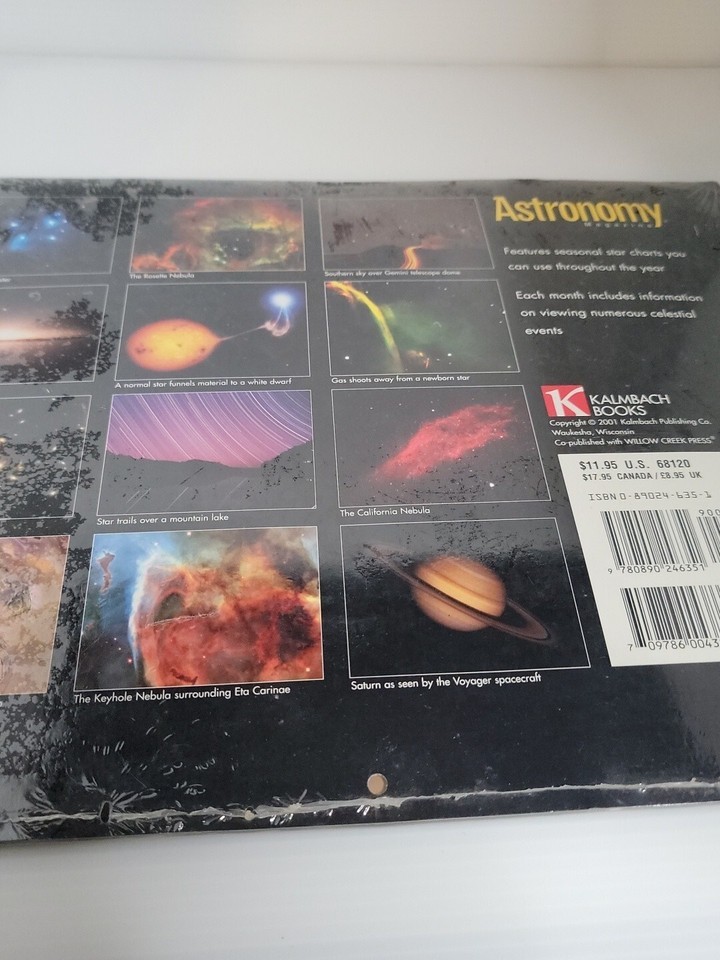 Astronomy
Magazine
Features seasonal star charts you
can use throughout the year
Each month includes information
on viewing numerous celestial
events
The Rosette Nebula
Southern sky over Gemini telescope dome
A normal star funnels material to a white dwarf
Gas shoots away from a newborn star
Star trails over a mountain lake
The California Nebula
The Keyhole Nebula surrounding Eta Carinae
Saturn as seen by the Voyager spacecraft
K KALMBACH
BOOKS
Copyright © 2001 Kalmbach Publishing Co.
Waukesha, Wisconsin
Co-published with WILLOW CREEK PRESS®
$11.95 U.S. 68120
$17.95 CANADA / £8.95 UK
ISBN 0-89024-635-1
900
9 780890 246351
7 09786 0043